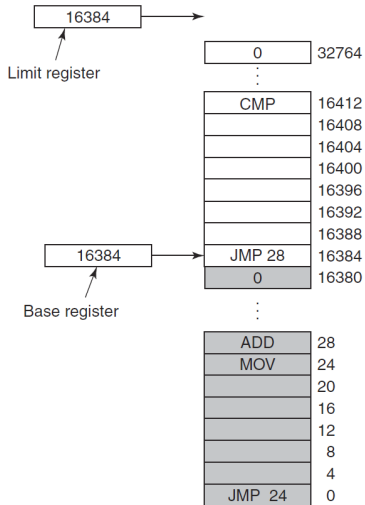 16384
Limit register
0 32764
CMP 16412
16408
16404
16400
16396
16392
16388
16384 JMP 28 16384
0 16380
Base register
ADD 28
MOV 24
20
16
12
8
4
JMP 24 0